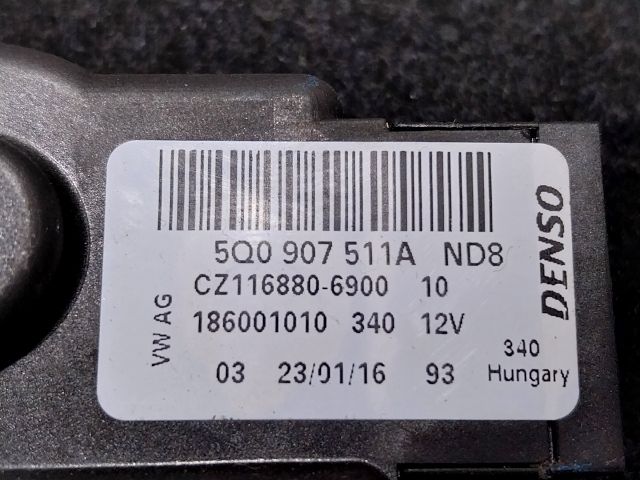 5Q0 907 511A ND8
CZ116880-6900 10
186001010 340 12V
03 23/01/16 93
VW AG
DENSO
340
Hungary